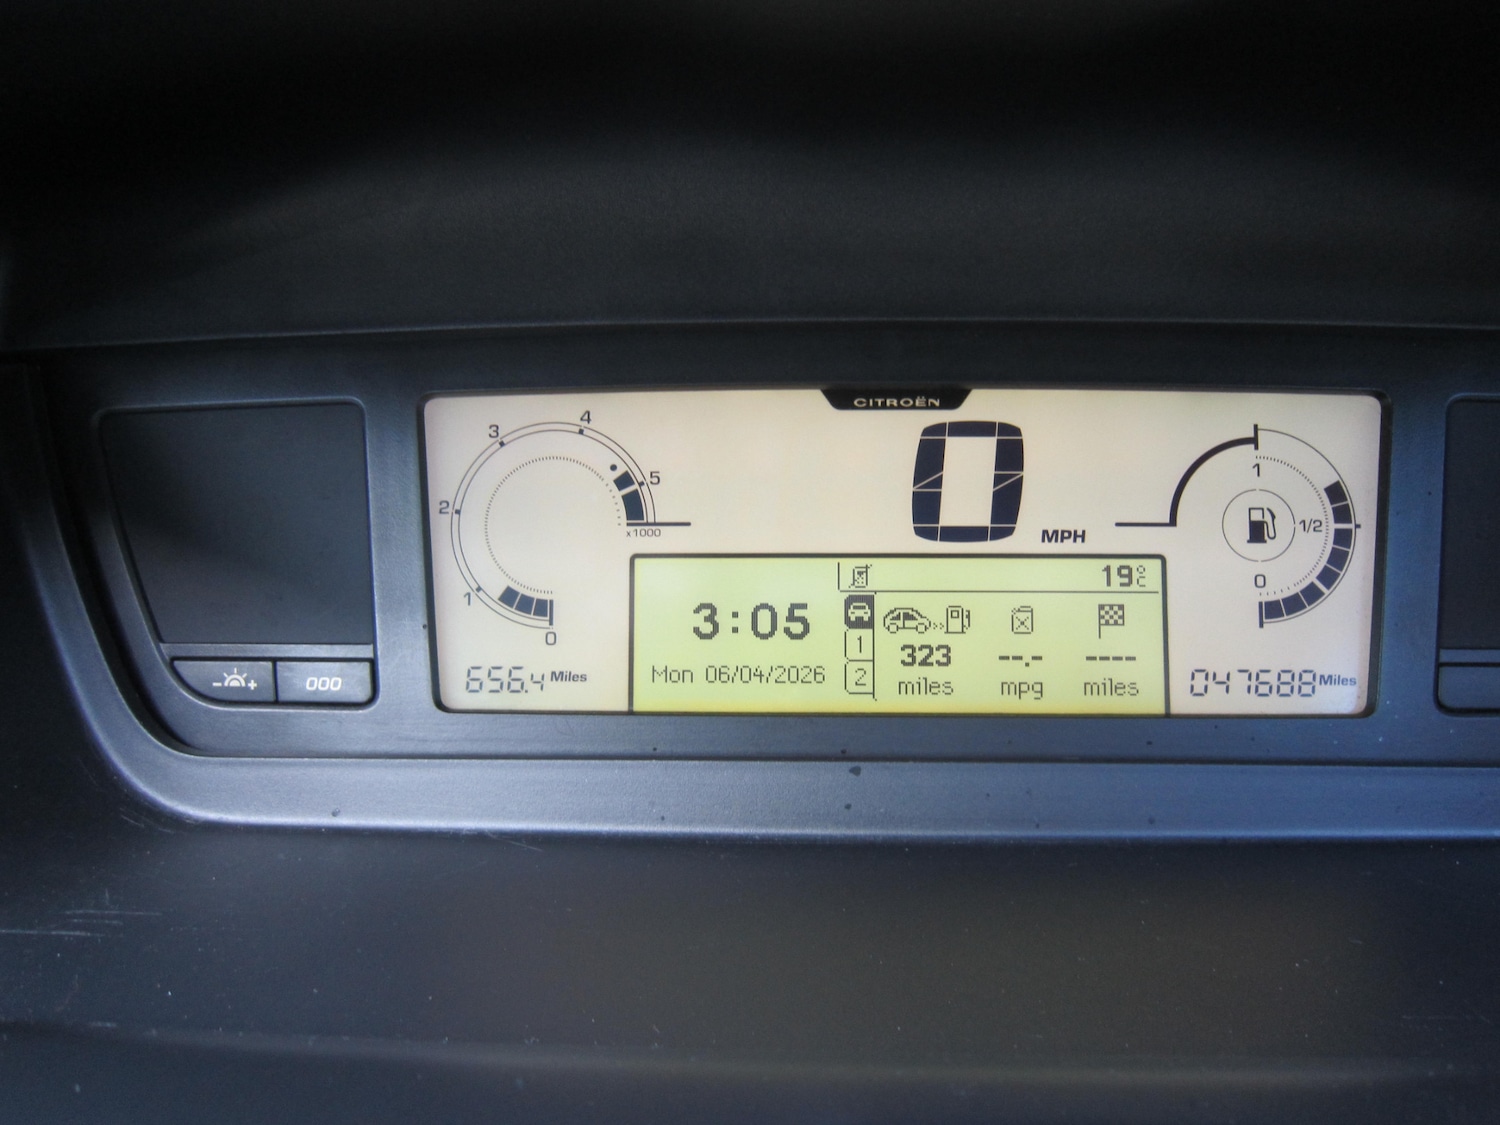 CITROËN
4
3
5
2
x1000
1
0
0
MPH
1
1/2
0
19°C
3:05
Mon 06/04/2026
1
2
323
miles
--.-
mpg
----
miles
656.4 Miles
047688 Miles
- +
000